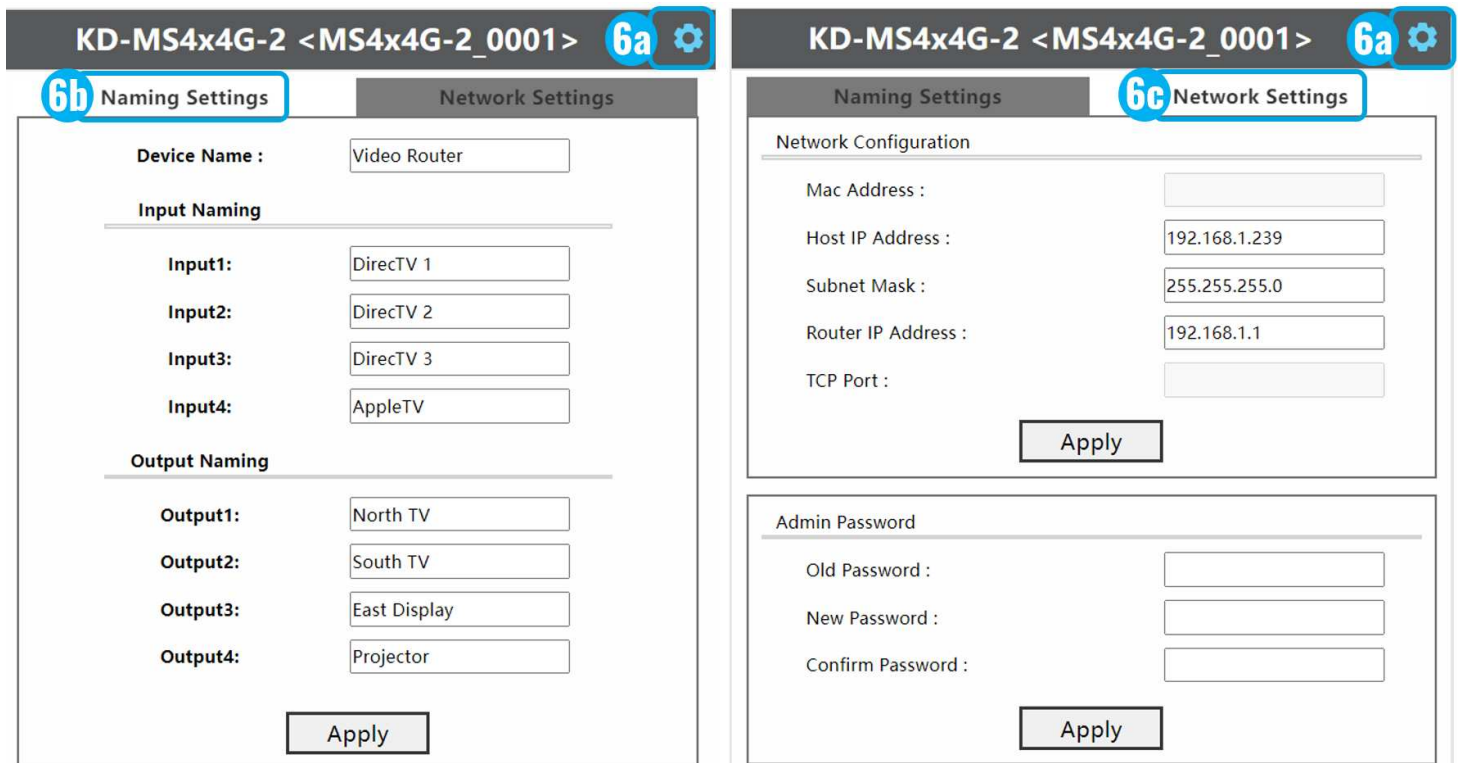 KD-MS4x4G-2 <MS4x4G-2_0001> 6a
6b Naming Settings Network Settings
Device Name : Video Router
Input Naming
Input1: DirecTV 1
Input2: DirecTV 2
Input3: DirecTV 3
Input4: AppleTV
Output Naming
Output1: North TV
Output2: South TV
Output3: East Display
Output4: Projector
Apply
KD-MS4x4G-2 <MS4x4G-2_0001> 6a
Naming Settings 6c Network Settings
Network Configuration
Mac Address :
Host IP Address : 192.168.1.239
Subnet Mask : 255.255.255.0
Router IP Address : 192.168.1.1
TCP Port :
Apply
Admin Password
Old Password :
New Password :
Confirm Password :
Apply